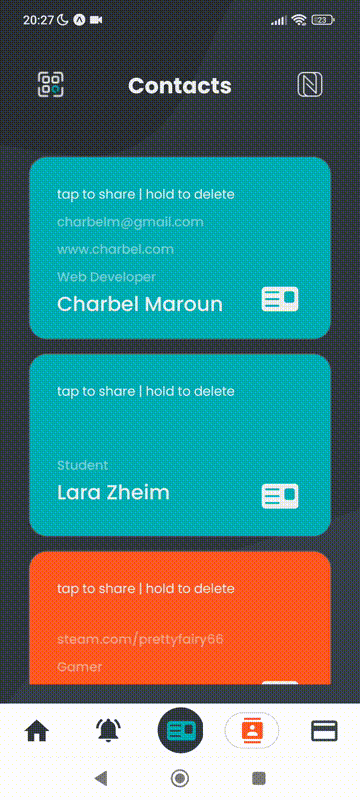 20:27
23
Contacts
tap to share | hold to delete
charbelm@gmail.com
www.charbel.com
Web Developer
Charbel Maroun
tap to share | hold to delete
Student
Lara Zheim
tap to share | hold to delete
steam.com/prettyfairy66
Gamer